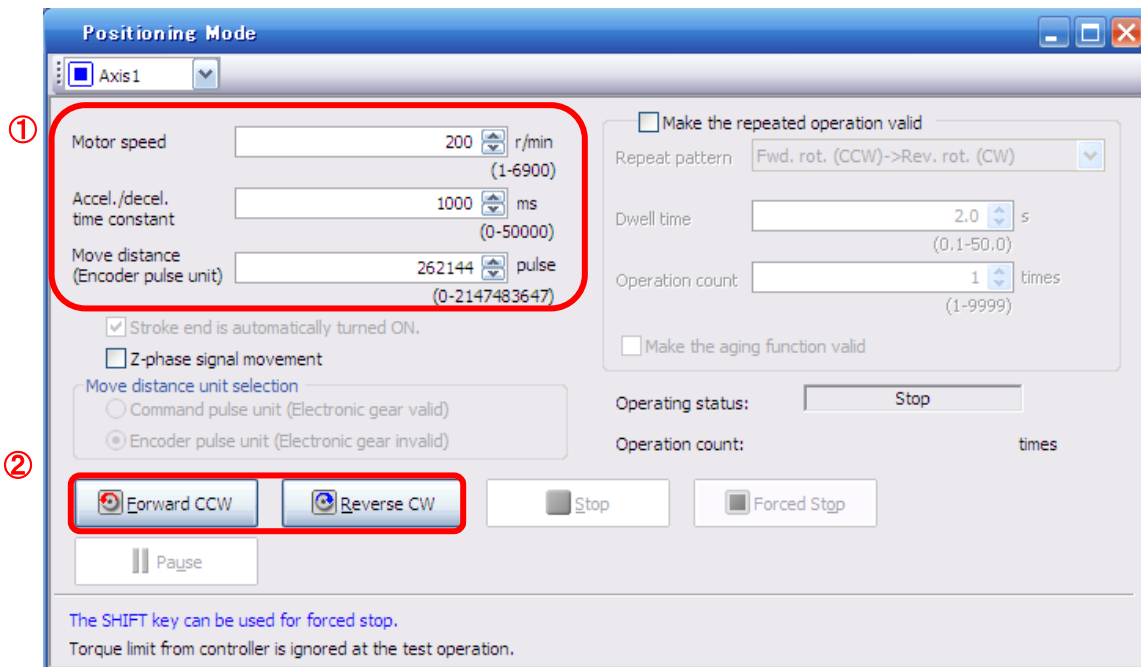 Positioning Mode
Axis1
①
Motor speed 200 r/min
(1-6900)
Accel./decel.
time constant 1000 ms
(0-50000)
Move distance
(Encoder pulse unit) 262144 pulse
(0-2147483647)
Stroke end is automatically turned ON.
Z-phase signal movement
Move distance unit selection
Command pulse unit (Electronic gear valid)
Encoder pulse unit (Electronic gear invalid)
Make the repeated operation valid
Repeat pattern Fwd. rot. (CCW)->Rev. rot. (CW)
Dwell time 2.0 s
(0.1-50.0)
Operation count 1 times
(1-9999)
Make the aging function valid
Operating status: Stop
Operation count: times
②
Forward CCW Reverse CW Stop Forced Stop
Pause
The SHIFT key can be used for forced stop.
Torque limit from controller is ignored at the test operation.